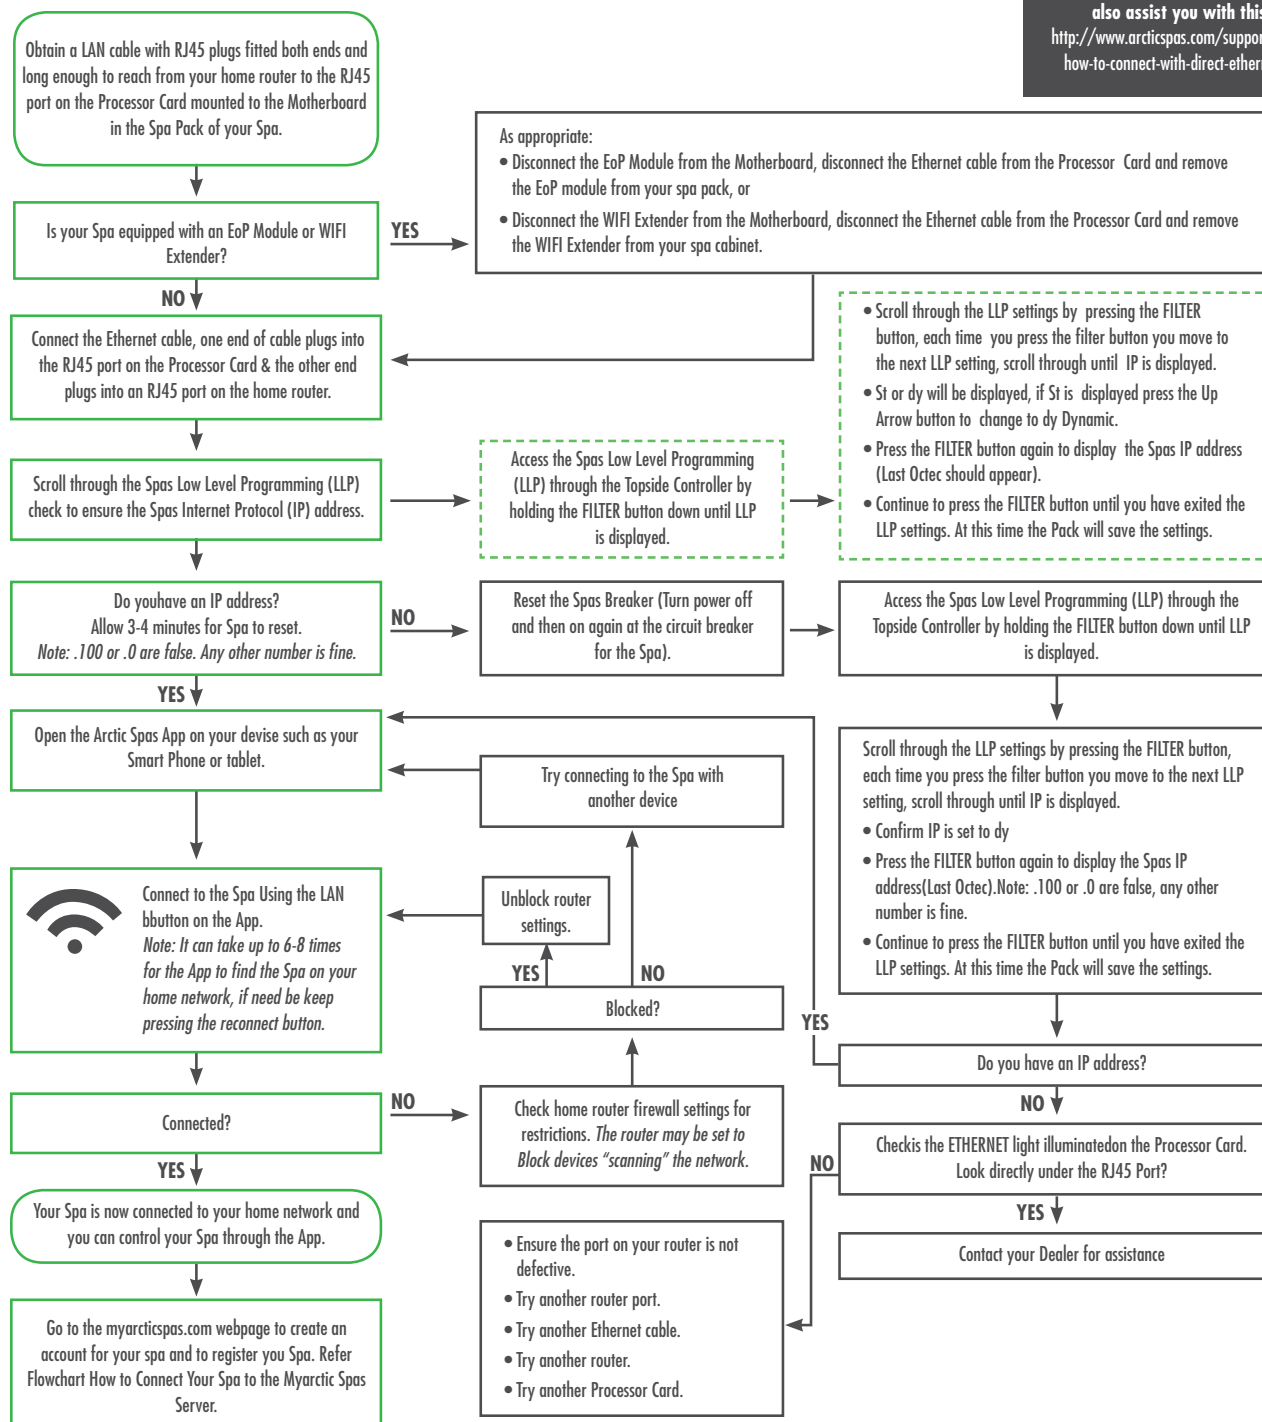 also assist you with this
http://www.arcticspas.com/suppor
how-to-connect-with-direct-ether
Obtain a LAN cable with RJ45 plugs fitted both ends and
long enough to reach from your home router to the RJ45
port on the Processor Card mounted to the Motherboard
in the Spa Pack of your Spa.
As appropriate:
• Disconnect the EoP Module from the Motherboard, disconnect the Ethernet cable from the Processor Card and remove
the EoP module from your spa pack, or
• Disconnect the WIFI Extender from the Motherboard, disconnect the Ethernet cable from the Processor Card and remove
the WIFI Extender from your spa cabinet.
Is your Spa equipped with an EoP Module or WIFI
Extender?
YES
NO
Connect the Ethernet cable, one end of cable plugs into
the RJ45 port on the Processor Card & the other end
plugs into an RJ45 port on the home router.
Scroll through the Spas Low Level Programming (LLP)
check to ensure the Spas Internet Protocol (IP) address.
Access the Spas Low Level Programming
(LLP) through the Topside Controller by
holding the FILTER button down until LLP
is displayed.
• Scroll through the LLP settings by pressing the FILTER
button, each time you press the filter button you move to
the next LLP setting, scroll through until IP is displayed.
• St or dy will be displayed, if St is displayed press the Up
Arrow button to change to dy Dynamic.
• Press the FILTER button again to display the Spas IP address
(Last Octec should appear).
• Continue to press the FILTER button until you have exited the
LLP settings. At this time the Pack will save the settings.
Do youhave an IP address?
Allow 3-4 minutes for Spa to reset.
Note: .100 or .0 are false. Any other number is fine.
NO
Reset the Spas Breaker (Turn power off
and then on again at the circuit breaker
for the Spa).
Access the Spas Low Level Programming (LLP) through the
Topside Controller by holding the FILTER button down until LLP
is displayed.
YES
Open the Arctic Spas App on your devise such as your
Smart Phone or tablet.
Try connecting to the Spa with
another device
Scroll through the LLP settings by pressing the FILTER button,
each time you press the filter button you move to the next LLP
setting, scroll through until IP is displayed.
• Confirm IP is set to dy
• Press the FILTER button again to display the Spas IP
address(Last Octec).Note: .100 or .0 are false, any other
number is fine.
• Continue to press the FILTER button until you have exited the
LLP settings. At this time the Pack will save the settings.
Connect to the Spa Using the LAN
bbutton on the App.
Note: It can take up to 6-8 times
for the App to find the Spa on your
home network, if need be keep
pressing the reconnect button.
Unblock router
settings.
YES
NO
Blocked?
YES
Do you have an IP address?
NO
Connected?
NO
Check home router firewall settings for
restrictions. The router may be set to
Block devices “scanning” the network.
Checkis the ETHERNET light illuminatedon the Processor Card.
Look directly under the RJ45 Port?
NO
YES
YES
Contact your Dealer for assistance
Your Spa is now connected to your home network and
you can control your Spa through the App.
• Ensure the port on your router is not
defective.
• Try another router port.
• Try another Ethernet cable.
• Try another router.
• Try another Processor Card.
Go to the myarcticspas.com webpage to create an
account for your spa and to register you Spa. Refer
Flowchart How to Connect Your Spa to the Myarctic Spas
Server.